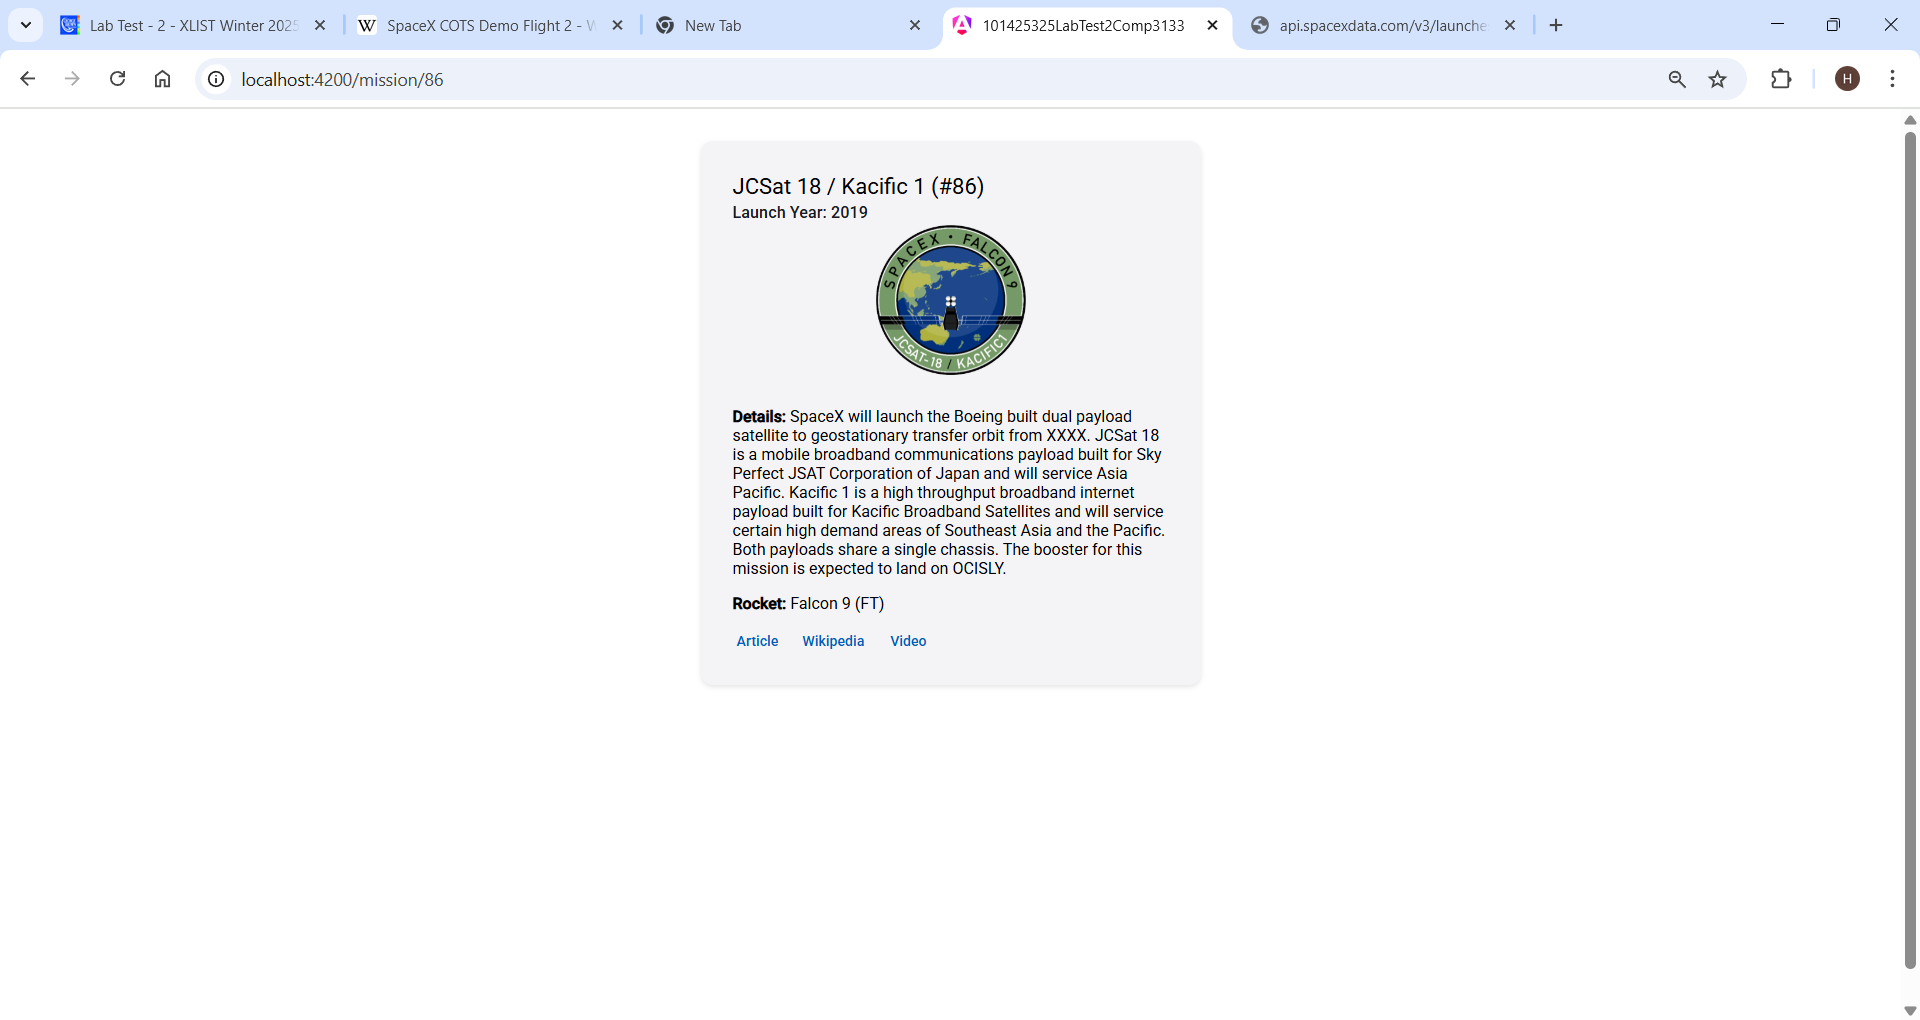 Lab Test - 2 - XLIST Winter 2025
SpaceX COTS Demo Flight 2 - W
New Tab
101425325LabTest2Comp3133
api.spacexdata.com/v3/launche
localhost:4200/mission/86
H
JCSat 18 / Kacific 1 (#86)
Launch Year: 2019
SPACEX • FALCON 9
JCSAT-18 / KACIFIC1
Details: SpaceX will launch the Boeing built dual payload
satellite to geostationary transfer orbit from XXXX. JCSat 18
is a mobile broadband communications payload built for Sky
Perfect JSAT Corporation of Japan and will service Asia
Pacific. Kacific 1 is a high throughput broadband internet
payload built for Kacific Broadband Satellites and will service
certain high demand areas of Southeast Asia and the Pacific.
Both payloads share a single chassis. The booster for this
mission is expected to land on OCISLY.
Rocket: Falcon 9 (FT)
Article Wikipedia Video